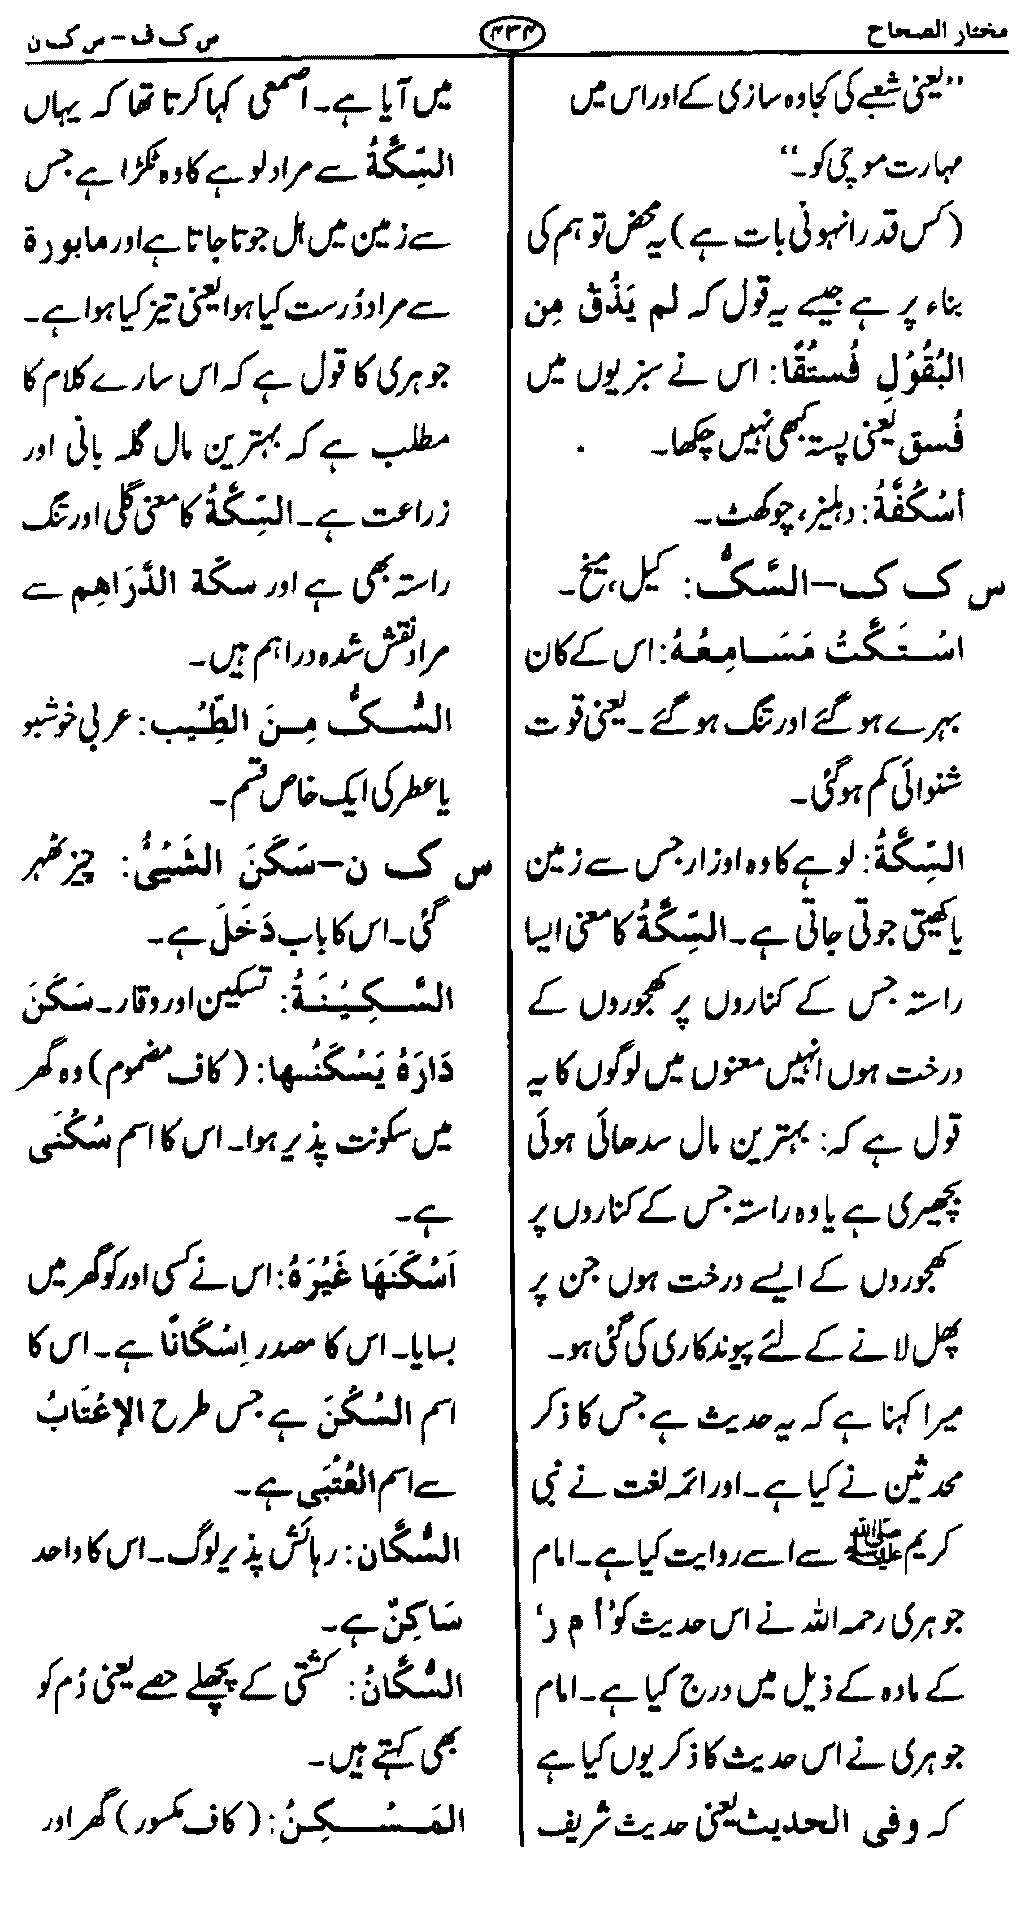 مختار الصحاح
۴۳۴
س ک ف – س ک ن
’’یعنی شعبے کی کجاوہ سازی کے اور اس میں
مہارت موچی کو۔‘‘
(کس قدر انہونی بات ہے) یہ محض توہم کی
بناء پر ہے جیسے یہ قول کہ لم یَذُقْ مِن
البُقُوْلِ فُستُقًا: اس نے سبزیوں میں
فُسق یعنی پستہ کبھی نہیں چکھا۔
اُسْکُفَّةُ: دہلیز، چوکھٹ۔
س ک ک – السَّکُّ: کیل، میخ۔
اسْتَکَّتْ مَسَامِعُهُ: اس کے کان
بہرے ہو گئے اور تنگ ہو گئے۔ یعنی قوت
شنوائی کم ہو گئی۔
السِّکَّةُ: لوہے کا وہ اوزار جس سے زمین
یا کھیتی جوتی جاتی ہے۔ السِّکَّةُ کا معنی ایسا
راستہ جس کے کناروں پر کھجوروں کے
درخت ہوں انہیں معنوں میں لوگوں کا یہ
قول ہے کہ: بہترین مال سدھائی ہوئی
بچھیری ہے یا وہ راستہ جس کے کناروں پر
کھجوروں کے ایسے درخت ہوں جن پر
پھل لانے کے لئے پیوندکاری کی گئی ہو۔
میرا کہنا ہے کہ یہ حدیث ہے جس کا ذکر
محدثین نے کیا ہے۔ اور ائمہ لغت نے نبی
کریم ﷺ سے اسے روایت کیا ہے۔ امام
جوہری رحمہ اللہ نے اس حدیث کو ’أ م ر‘
کے مادہ کے ذیل میں درج کیا ہے۔ امام
جوہری نے اس حدیث کا ذکر یوں کیا ہے
کہ وفی الحدیث یعنی حدیث شریف
میں آیا ہے۔ اصمعی کہا کرتا تھا کہ یہاں
السِّکَّةُ سے مراد لوہے کا وہ ٹکڑا ہے جس
سے زمین میں ہل جوتا جاتا ہے اور مابورة
سے مراد دُرست کیا ہوا یعنی تیز کیا ہوا ہے۔
جوہری کا قول ہے کہ اس سارے کلام کا
مطلب ہے کہ بہترین مال گلہ بانی اور
زراعت ہے۔ السِّکَّةُ کا معنی گلی اور تنگ
راستہ بھی ہے اور سکّة الدَّرَاهِم سے
مراد نقش شدہ دراہم ہیں۔
السُّکُّ مِنَ الطِّیْب: عربی خوشبو
یا عطر کی ایک خاص قسم۔
س ک ن – سَکَنَ الشَّیْئُ: چیز ٹھہر
گئی۔ اس کا باب دَخَلَ ہے۔
السَّکِیْنَةُ: تسکین اور وقار۔ سَکَنَ
دَارَهُ یَسْکُنُها: (کاف مضموم) وہ گھر
میں سکونت پذیر ہوا۔ اس کا اسم سُکْنَی
ہے۔
اَسْکَنَهَا غَیْرَهُ: اس نے کسی اور کو گھر میں
بسایا۔ اس کا مصدر اِسْکَانًا ہے۔ اس کا
اسم السُکْنَ ہے جس طرح الإعْتَابُ
سے اسم العُتْبَی ہے۔
السُّکَّان: رہائش پذیر لوگ۔ اس کا واحد
سَاکِنٌ ہے۔
السُّکَّانُ: کشتی کے پچھلے حصے یعنی دُم کو
بھی کہتے ہیں۔
المَسْکِنُ: (کاف مکسور) گھر اور